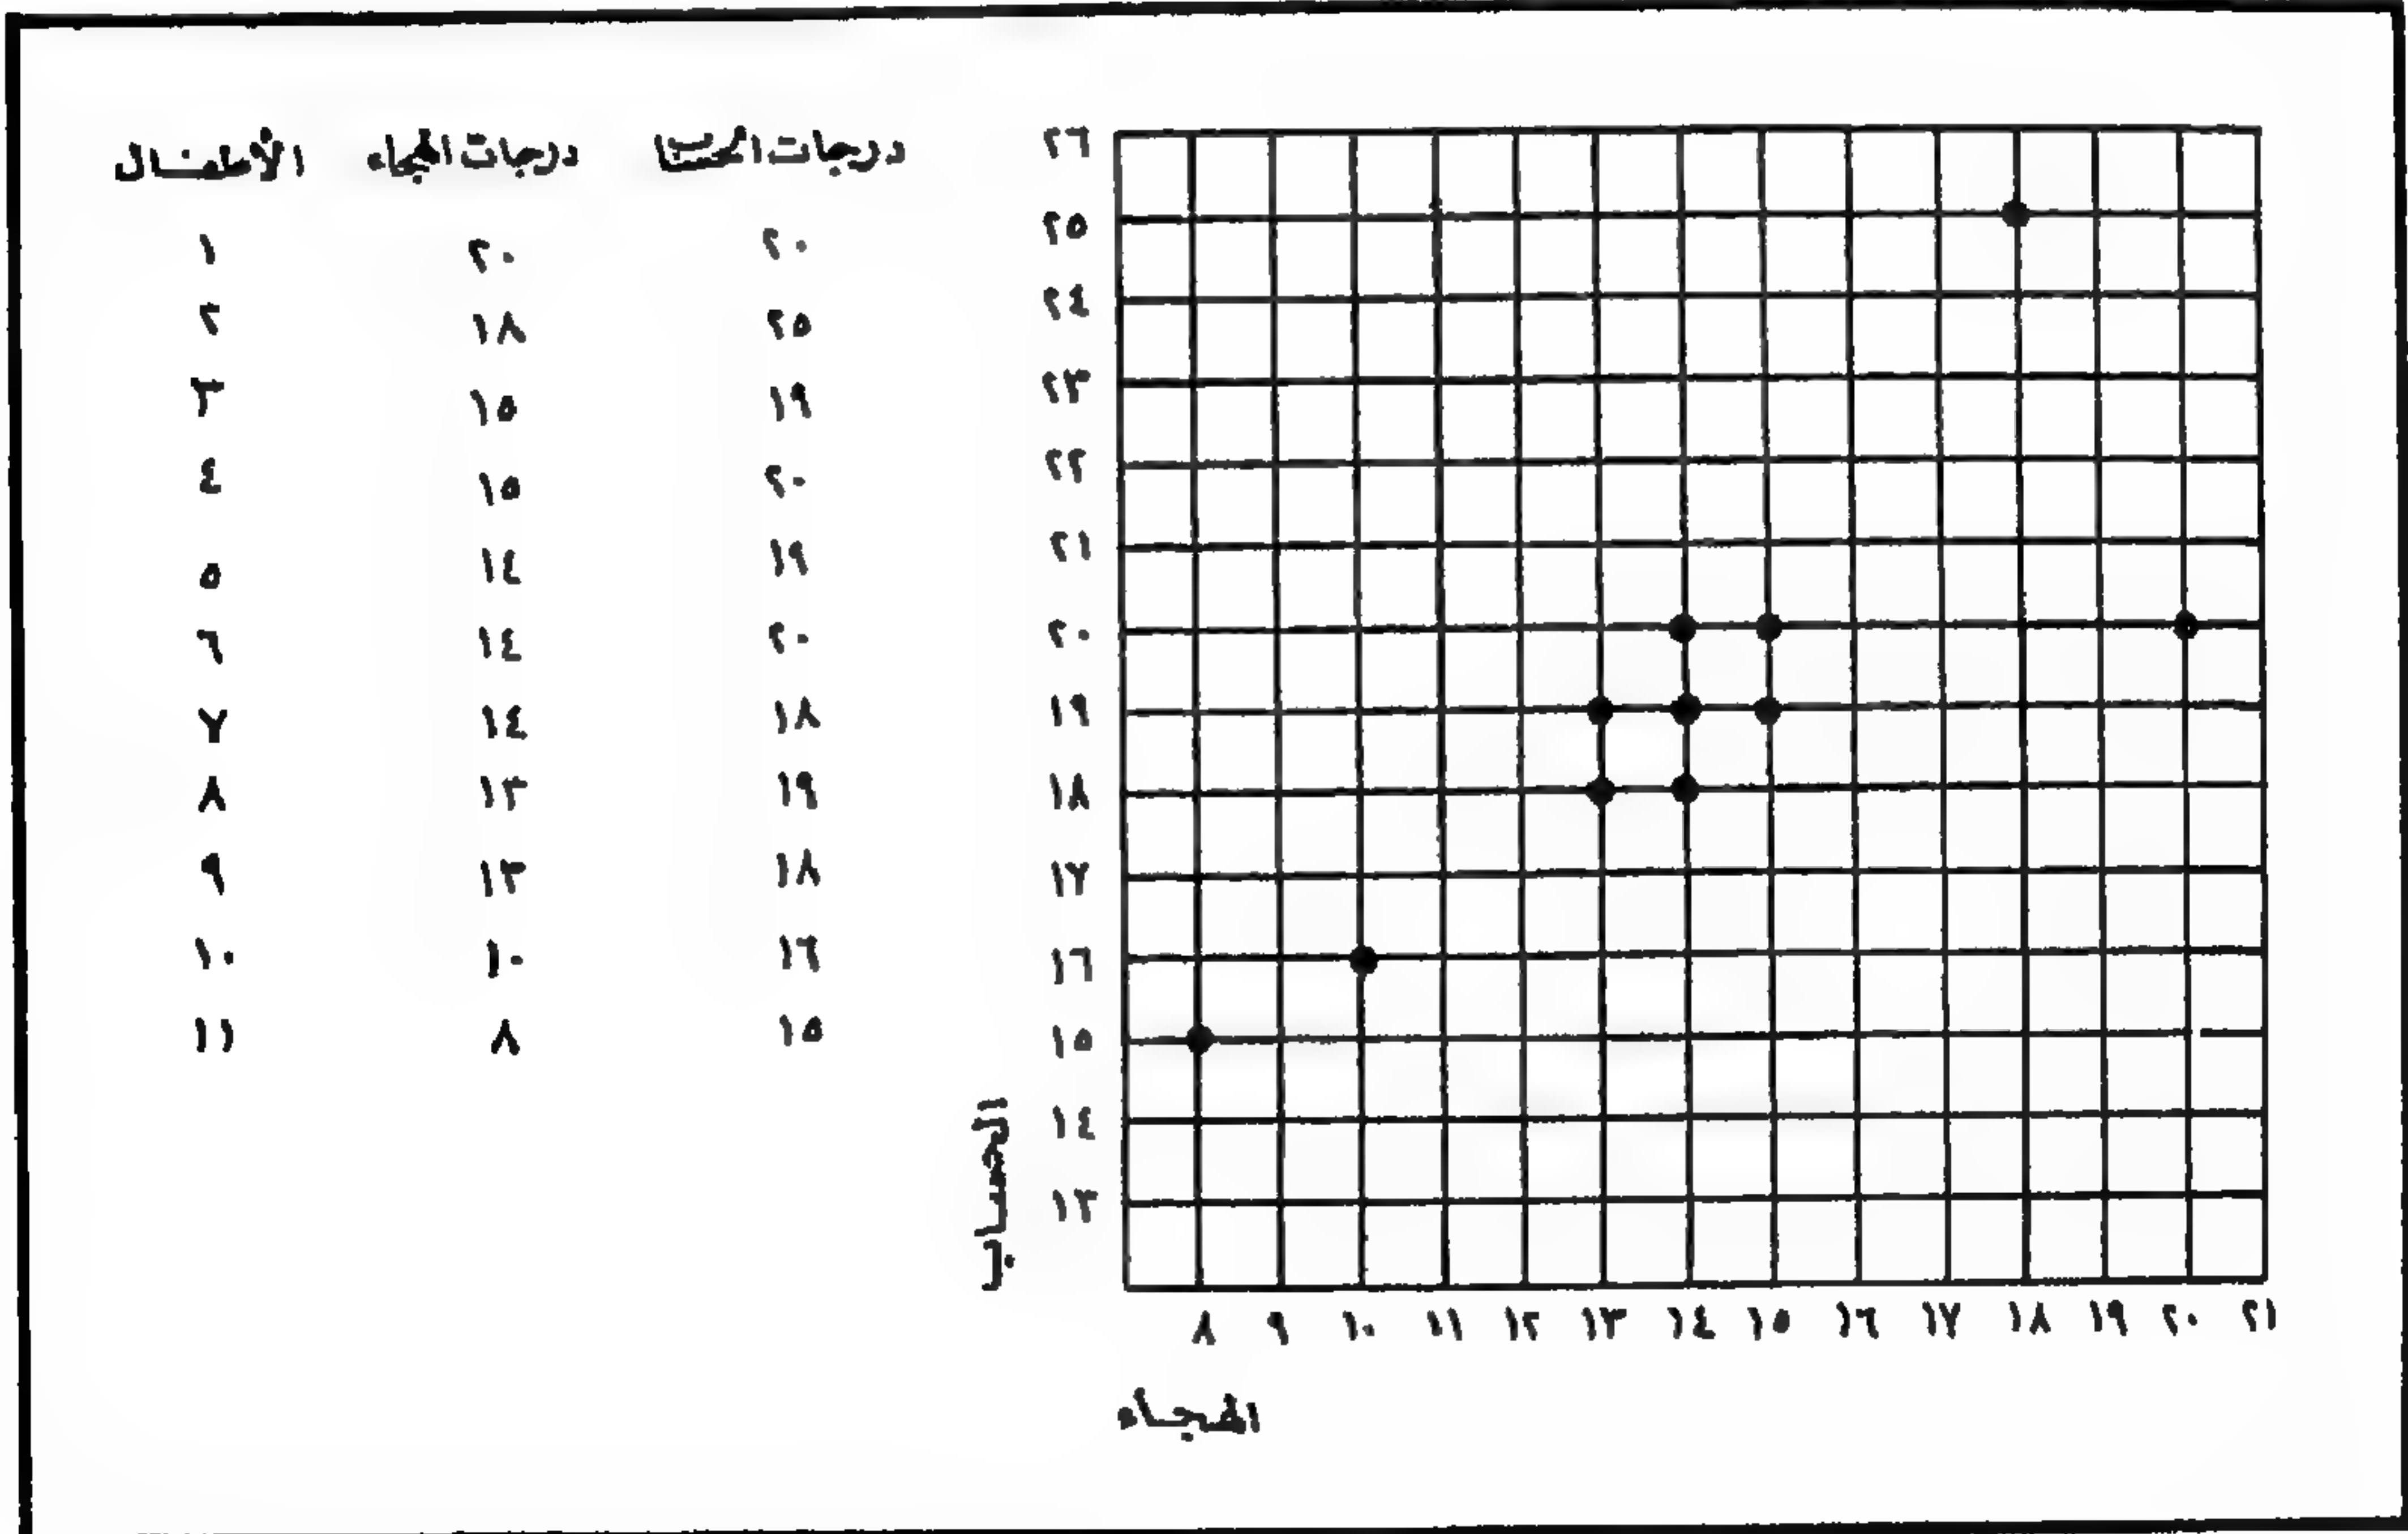 الأطفال درجات الهجاء درجات الحساب
١ ٢٠ ٢٠
٢ ١٨ ٢٥
٣ ١٥ ١٩
٤ ١٥ ٢٠
٥ ١٤ ١٩
٦ ١٤ ٢٠
٧ ١٤ ١٨
٨ ١٣ ١٩
٩ ١٣ ١٨
١٠ ١٠ ١٦
١١ ٨ ١٥
٢٦
٢٥
٢٤
٢٣
٢٢
٢١
٢٠
١٩
١٨
١٧
١٦
١٥
١٤
١٣
الحساب
٨ ٩ ١٠ ١١ ١٢ ١٣ ١٤ ١٥ ١٦ ١٧ ١٨ ١٩ ٢٠ ٢١
الهجاء